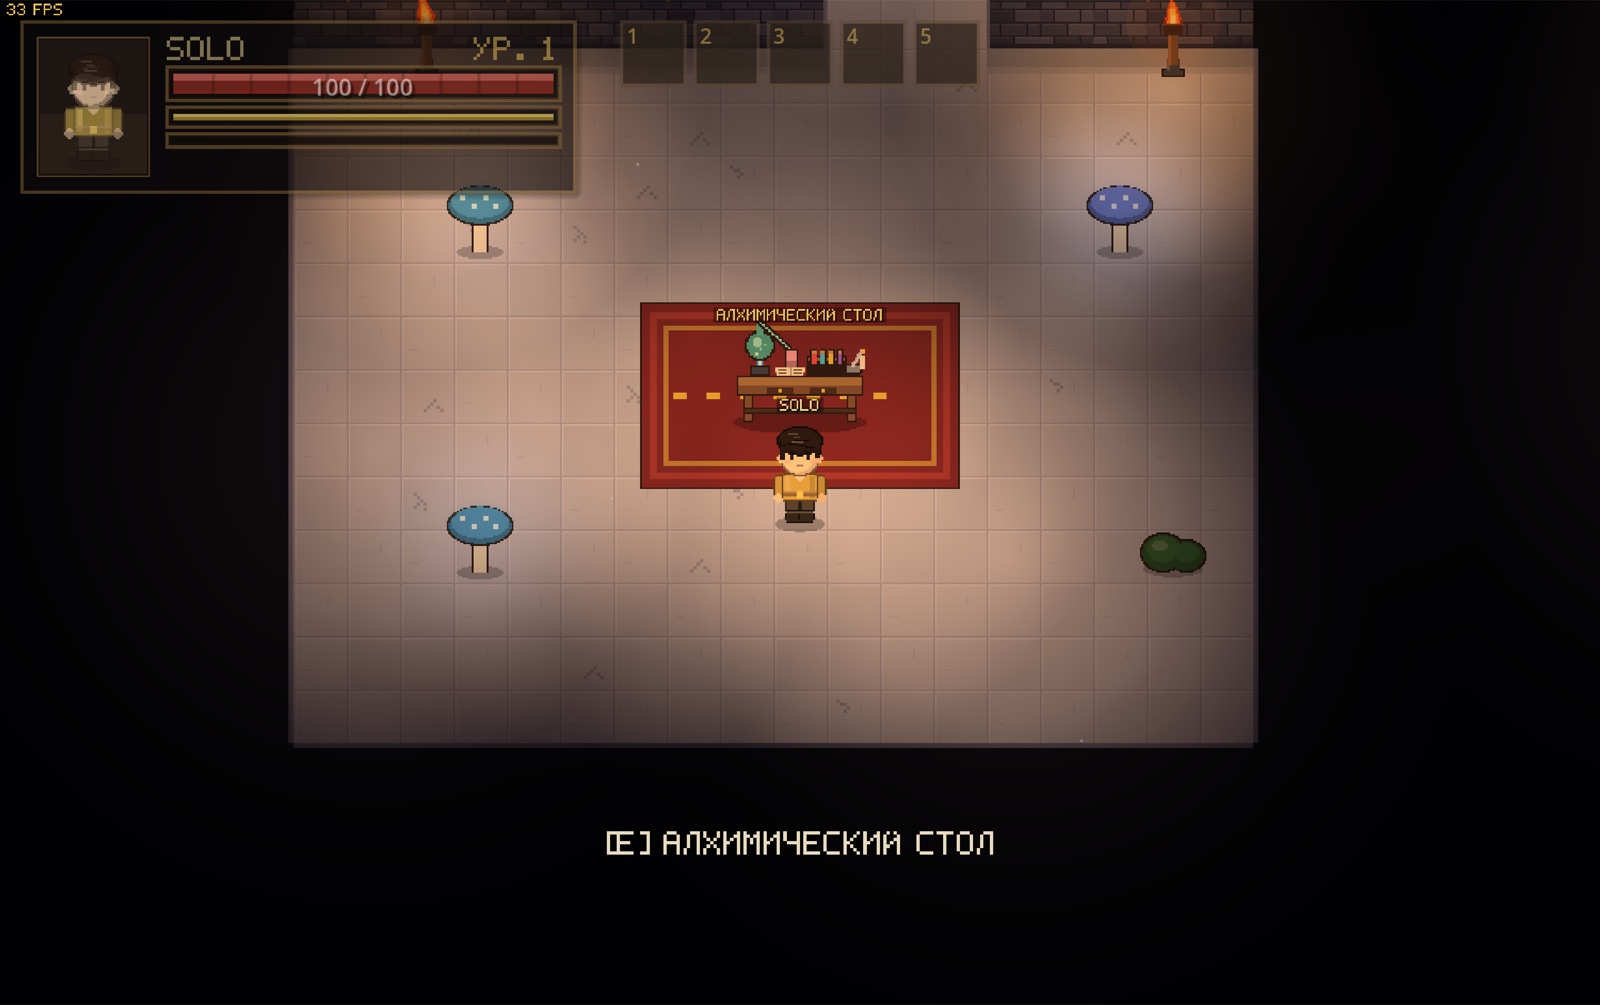 33 FPS
SOLO УР. 1
100 / 100
1 2 3 4 5
АЛХИМИЧЕСКИЙ СТОЛ
SOLO
[E] АЛХИМИЧЕСКИЙ СТОЛ